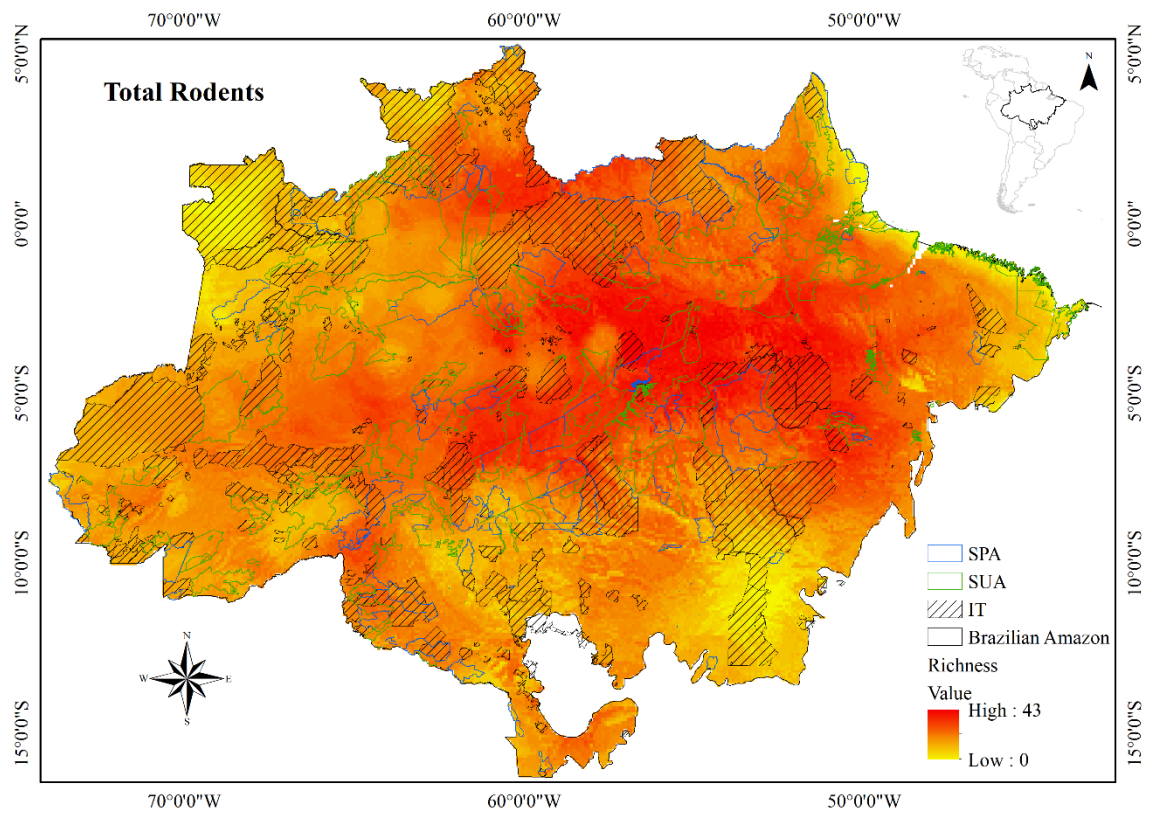 70°0'0"W 60°0'0"W 50°0'0"W
5°0'0"N 5°0'0"N
N
Total Rodents
0°0'0" 0°0'0"
5°0'0"S 5°0'0"S
10°0'0"S 10°0'0"S
SPA
SUA
IT
Brazilian Amazon
N
W E
S
Richness
Value
High : 43
Low : 0
15°0'0"S 15°0'0"S
70°0'0"W 60°0'0"W 50°0'0"W